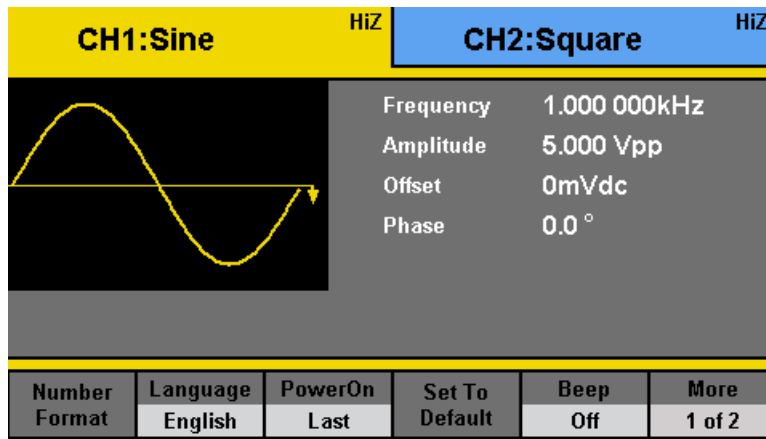 CH1:Sine HiZ CH2:Square HiZ
Frequency 1.000 000kHz
Amplitude 5.000 Vpp
Offset 0mVdc
Phase 0.0 °
Number Format Language English PowerOn Last Set To Default Beep Off More 1 of 2